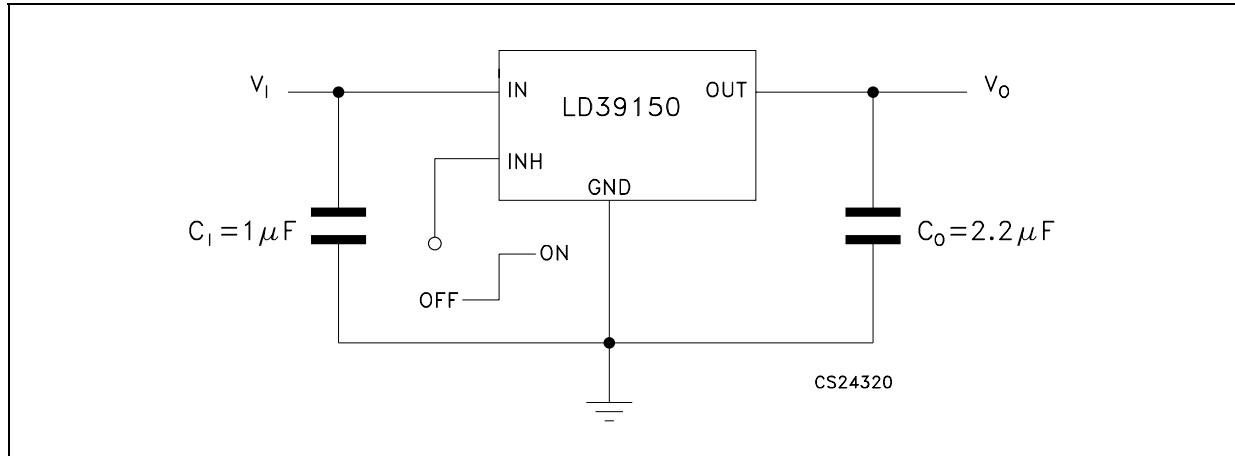 V_I
IN
OUT
V_O
LD39150
INH
GND
C_I=1μF
C_O=2.2μF
ON
OFF
CS24320